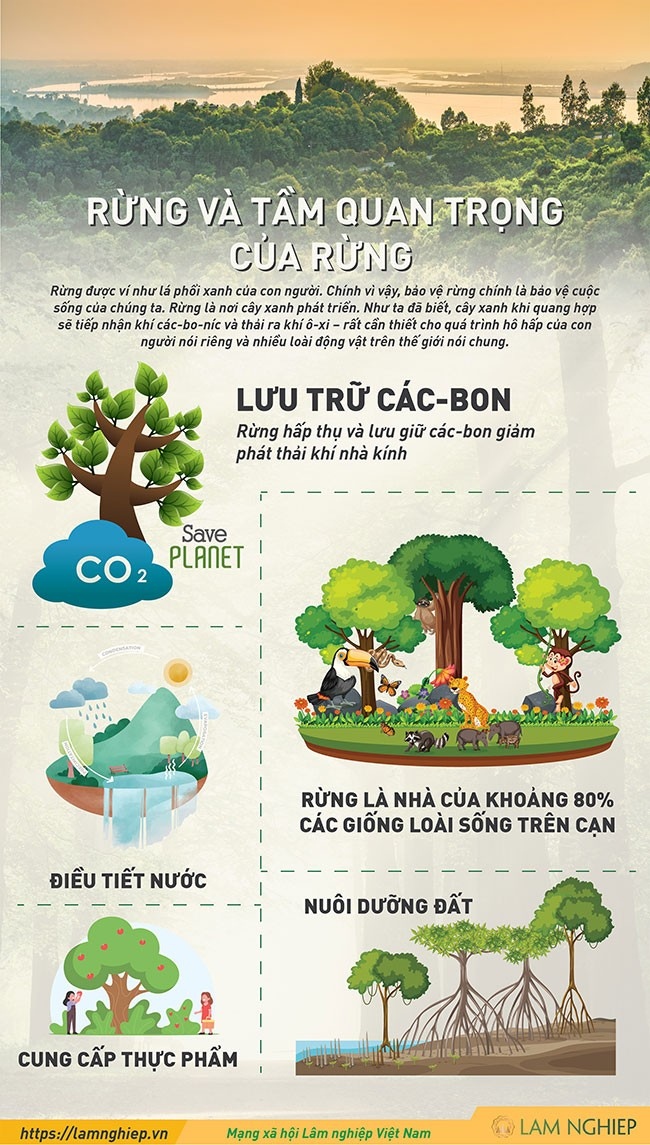 RỪNG VÀ TẦM QUAN TRỌNG
CỦA RỪNG
Rừng được ví như lá phổi xanh của con người. Chính vì vậy, bảo vệ rừng chính là bảo vệ cuộc
sống của chúng ta. Rừng là nơi cây xanh phát triển. Như ta đã biết, cây xanh khi quang hợp
sẽ tiếp nhận khí các-bo-níc và thải ra khí ô-xi – rất cần thiết cho quá trình hô hấp của con
người nói riêng và nhiều loài động vật trên thế giới nói chung.
LƯU TRỮ CÁC-BON
Rừng hấp thụ và lưu giữ các-bon giảm
phát thải khí nhà kính
Save
PLANET
CO2
CONDENSATION
RỪNG LÀ NHÀ CỦA KHOẢNG 80%
CÁC GIỐNG LOÀI SỐNG TRÊN CẠN
ĐIỀU TIẾT NƯỚC
NUÔI DƯỠNG ĐẤT
CUNG CẤP THỰC PHẨM
https://lamnghiep.vn
Mạng xã hội Lâm nghiệp Việt Nam
LAM NGHIEP